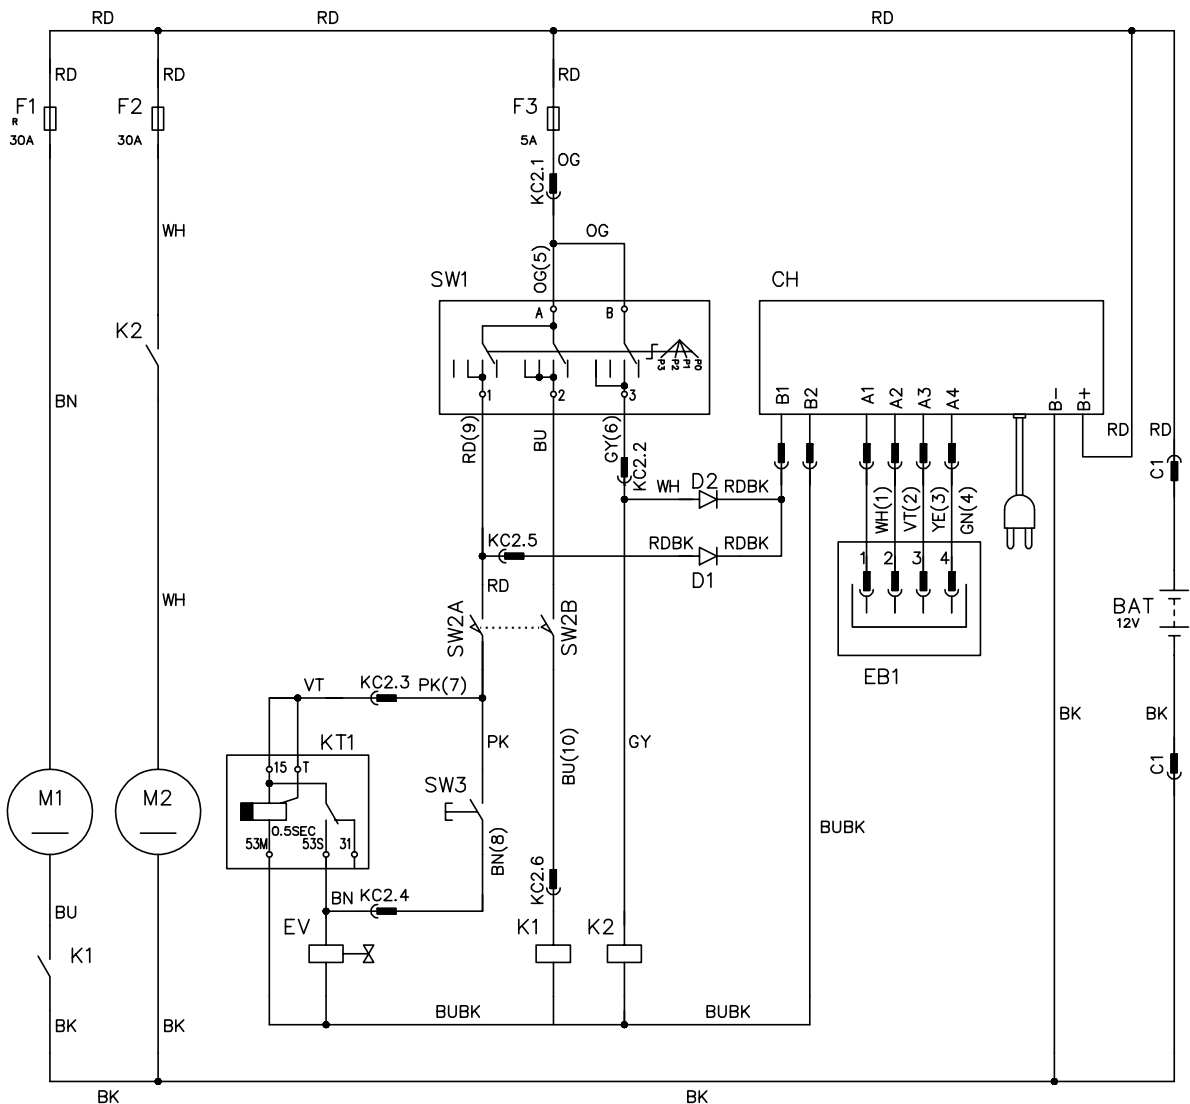 RD
RD
RD
RD
RD
RD
F1
R
30A
F2
30A
F3
5A
OG
KC2.1
WH
OG
OG(5)
SW1
CH
A
B
K2
P3
P2
P1
P0
1
2
3
B1
B2
A1
A2
A3
A4
B-
B+
BN
RD(9)
BU
GY(6)
KC2.2
RD
RD
C1
WH
D2
RDBK
WH(1)
VT(2)
YE(3)
GN(4)
KC2.5
RDBK
RDBK
D1
1
2
3
4
RD
WH
SW2A
SW2B
BAT
12V
EB1
VT
KC2.3
PK(7)
BK
BK
KT1
PK
BU(10)
GY
15
T
C1
M1
M2
SW3
0.5SEC
53M
53S
31
BN(8)
BUBK
KC2.6
BN
KC2.4
BU
EV
K1
K2
K1
BUBK
BUBK
BK
BK
BK
BK